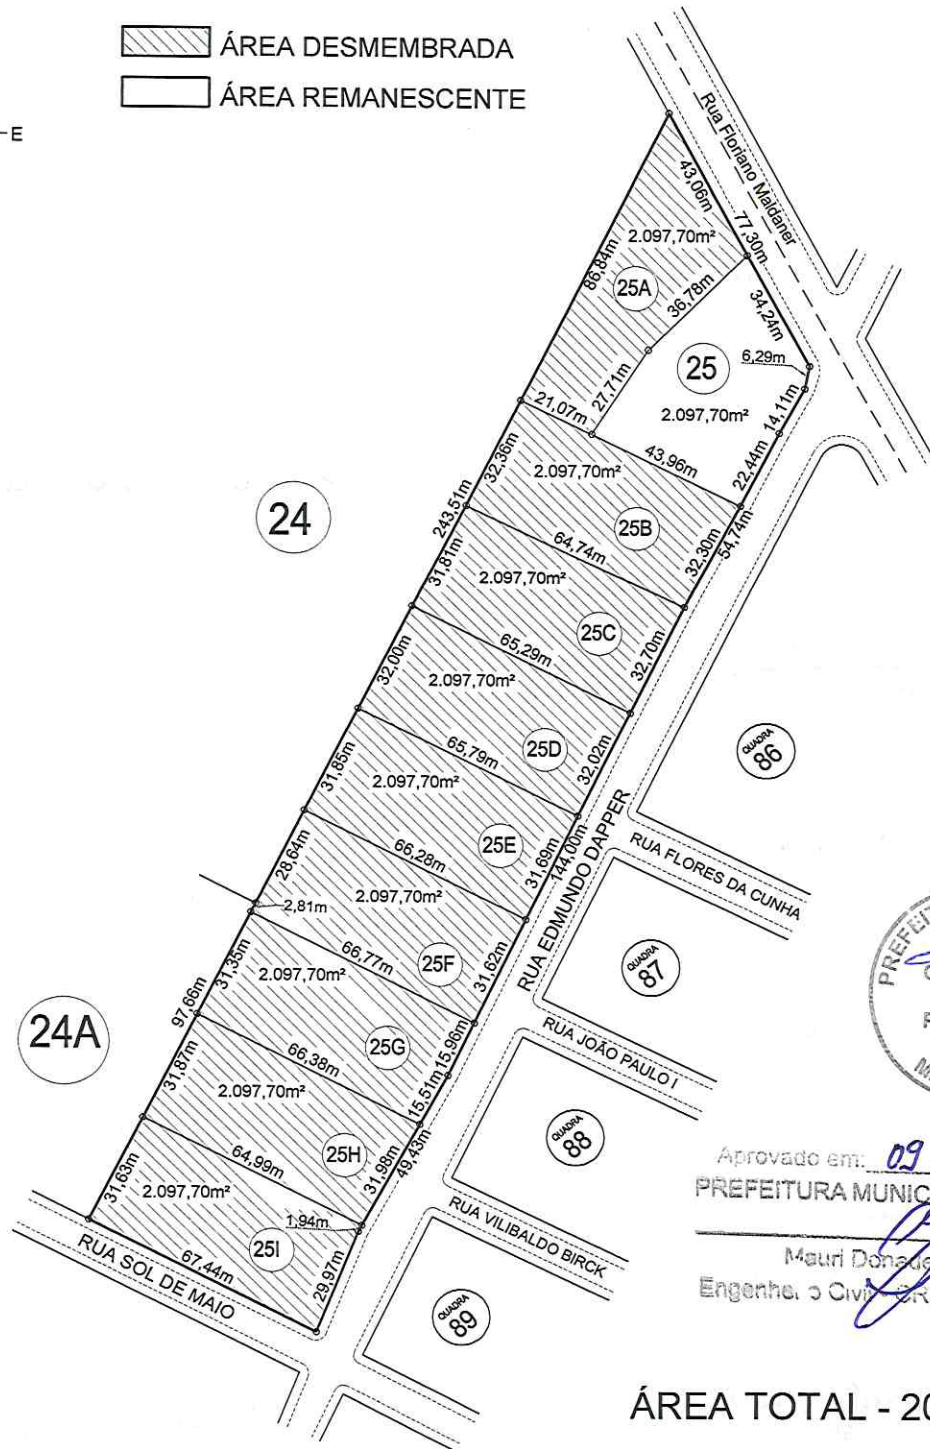 ÁREA DESMEMBRADA
ÁREA REMANESCENTE
E
Rua Floriano Maldaner
43,06m
77,30m
2.097,70m²
86,84m
25A
36,78m
34,24m
6,29m
25
27,71m
2.097,70m²
14,11m
21,07m
43,96m
22,44m
32,36m
2.097,70m²
243,51m
24
25B
54,74m
32,30m
64,74m
31,81m
2.097,70m²
25C
32,70m
65,29m
32,00m
2.097,70m²
25D
32,02m
65,79m
31,85m
2.097,70m²
25E
31,69m
144,00m
66,28m
28,64m
2.097,70m²
2,81m
25F
31,62m
66,77m
31,35m
2.097,70m²
97,66m
25G
15,96m
66,38m
15,51m
24A
31,87m
2.097,70m²
25H
31,98m
49,43m
64,99m
31,63m
2.097,70m²
1,94m
25I
29,97m
67,44m
RUA SOL DE MAIO
RUA EDMUNDO DAPPER
QUADRA
86
RUA FLORES DA CUNHA
QUADRA
87
RUA JOÃO PAULO I
QUADRA
88
RUA VILIBALDO BIRCK
QUADRA
89
PREFEIT
Aprovado em: 09
PREFEITURA MUNIC
Mauri
Civil
ÁREA TOTAL - 20